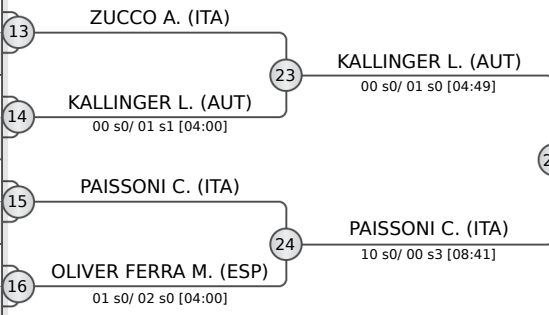 ZUCCO A. (ITA)
13
23
KALLINGER L. (AUT)
00 s0/ 01 s0 [04:49]
14
KALLINGER L. (AUT)
00 s0/ 01 s1 [04:00]
15
PAISSONI C. (ITA)
24
PAISSONI C. (ITA)
10 s0/ 00 s3 [08:41]
16
OLIVER FERRA M. (ESP)
01 s0/ 02 s0 [04:00]